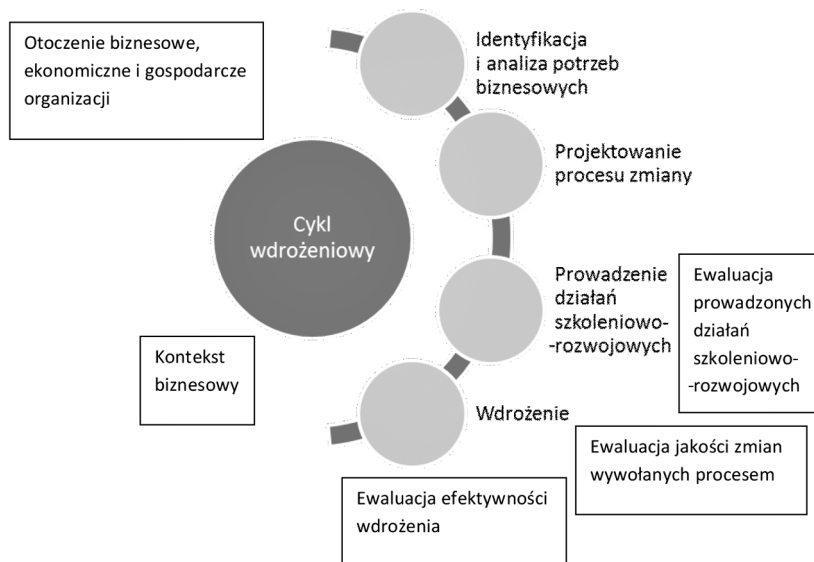 Otoczenie biznesowe,
ekonomiczne i gospodarcze
organizacji
Identyfikacja
i analiza potrzeb
biznesowych
Projektowanie
procesu zmiany
Cykl
wdrożeniowy
Prowadzenie
działań
szkoleniowo-
-rozwojowych
Ewaluacja
prowadzonych
działań
szkoleniowo-
-rozwojowych
Kontekst
biznesowy
Wdrożenie
Ewaluacja jakości zmian
wywołanych procesem
Ewaluacja efektywności
wdrożenia